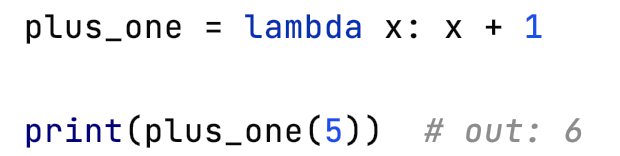 plus_one = lambda x: x + 1
print(plus_one(5))  # out: 6